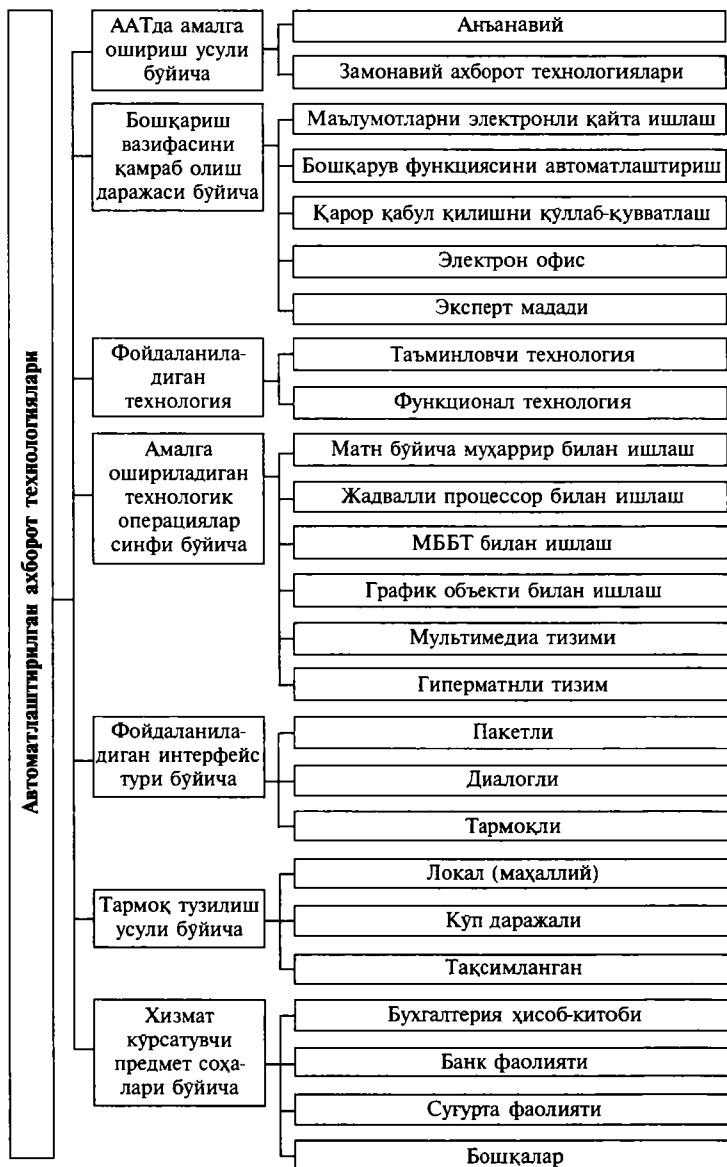 Автоматлаштирилган ахборот технологиялари
ААТда амалга
ошириш усули
бўйича
Анъанавий
Замонавий ахборот технологиялари
Бошқариш
вазифасини
қамраб олиш
даражаси бўйича
Маълумотларни электронли қайта ишлаш
Бошқарув функциясини автоматлаштириш
Қарор қабул қилишни қўллаб-қувватлаш
Электрон офис
Эксперт мадади
Фойдаланила-
диган
технология
Таъминловчи технология
Функционал технология
Амалга
ошириладиган
технологик
операциялар
синфи бўйича
Матн бўйича муҳаррир билан ишлаш
Жадвалли процессор билан ишлаш
МББТ билан ишлаш
График объекти билан ишлаш
Мультимедиа тизими
Гиперматнли тизим
Фойдаланила-
диган интерфейс
тури бўйича
Пакетли
Диалогли
Тармоқли
Тармоқ тузилиш
усули бўйича
Локал (маҳаллий)
Кўп даражали
Тақсимланган
Хизмат
кўрсатувчи
предмет соҳа-
лари бўйича
Бухгалтерия ҳисоб-китоби
Банк фаолияти
Суғурта фаолияти
Бошқалар